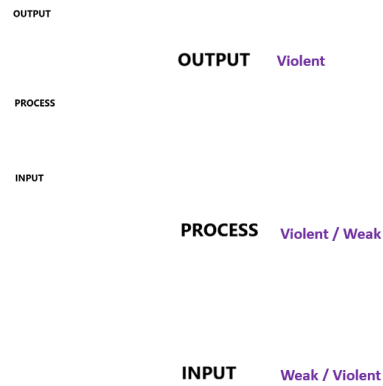 OUTPUT
OUTPUT Violent
PROCESS
INPUT
PROCESS Violent / Weak
INPUT Weak / Violent